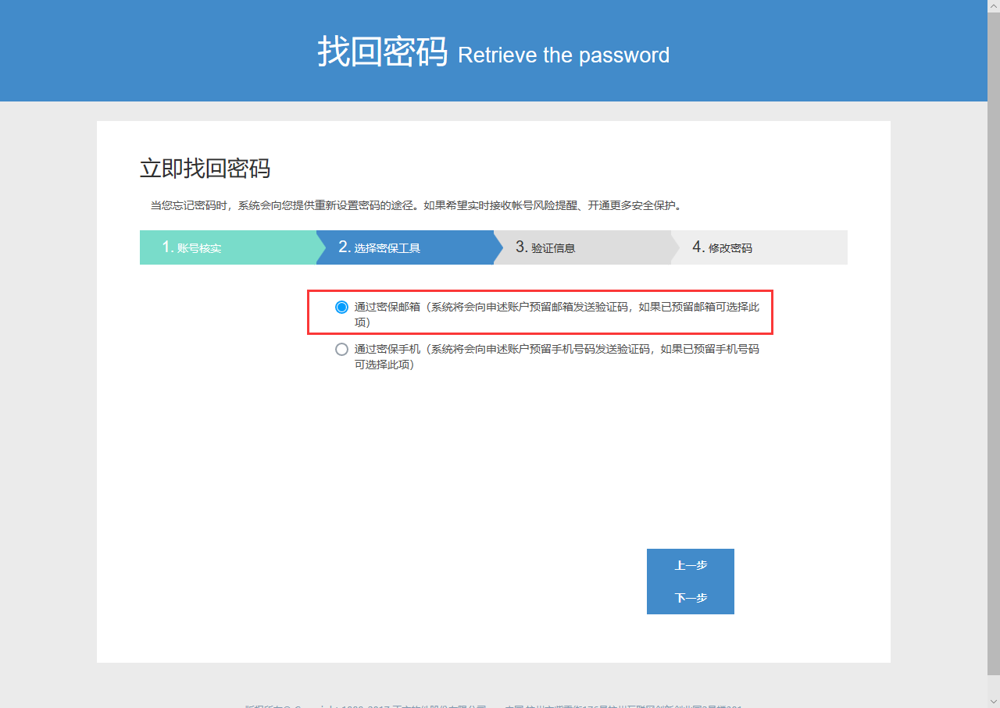 找回密码 Retrieve the password
立即找回密码
当您忘记密码时，系统会向您提供重新设置密码的途径。如果希望实时接收帐号风险提醒、开通更多安全保护。
1. 账号核实 2. 选择密保工具 3. 验证信息 4. 修改密码
通过密保邮箱（系统将会向申述账户预留邮箱发送验证码，如果已预留邮箱可选择此
项）
通过密保手机（系统将会向申述账户预留手机号码发送验证码，如果已预留手机号码
可选择此项）
上一步
下一步